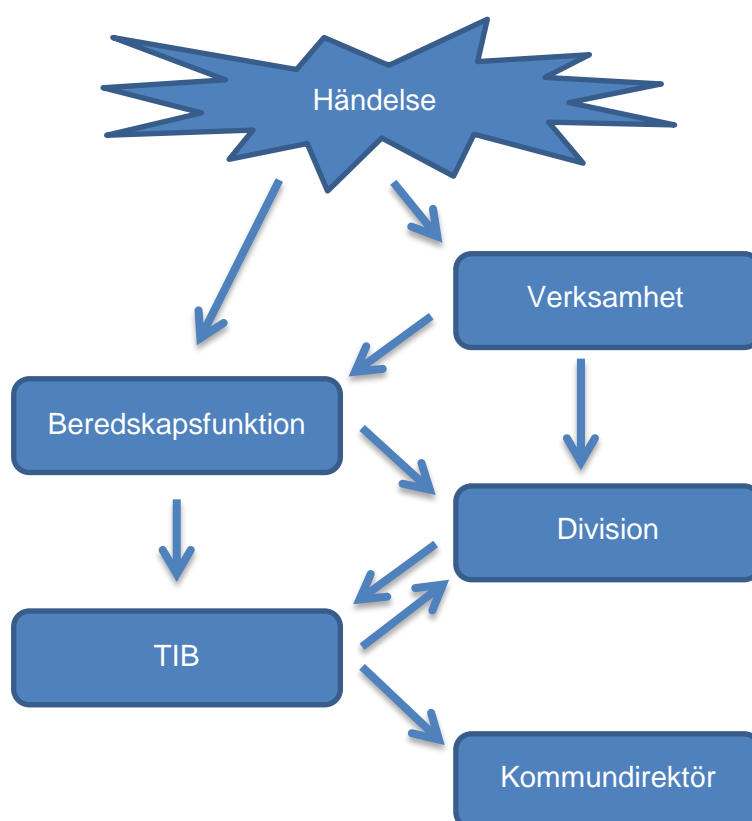 Händelse
Verksamhet
Beredskapsfunktion
Division
TIB
Kommundirektör